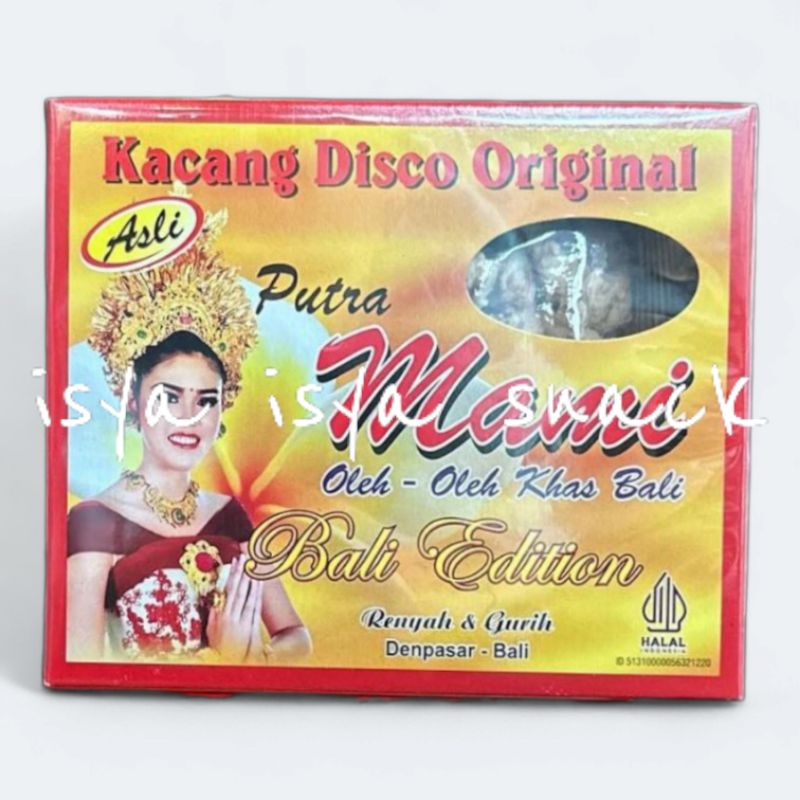 Kacang Disco Original
Asli
Putra
Mami
isya isya snack
Oleh - Oleh Khas Bali
Bali Edition
Renyah & Gurih
Denpasar - Bali
HALAL
INDONESIA
ID 51310000056321220